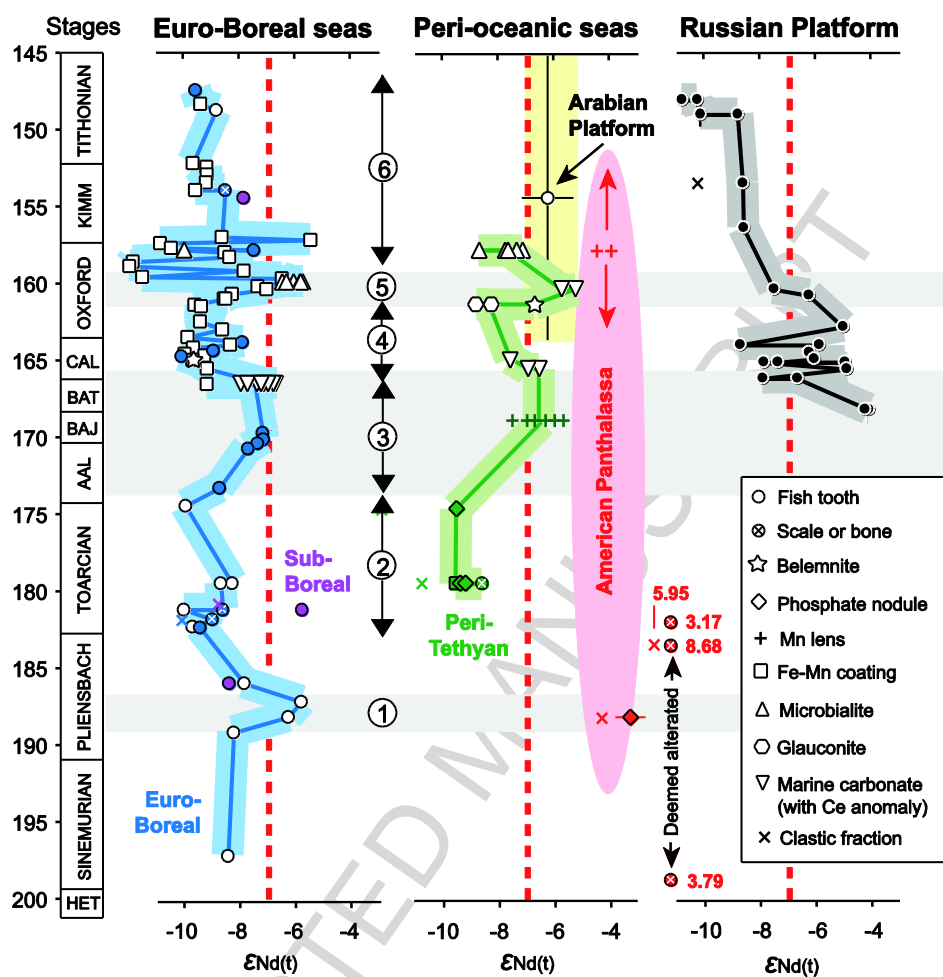 Stages
Euro-Boreal seas
Peri-oceanic seas
Russian Platform
145
150
155
160
165
170
175
180
185
190
195
200
TITHONIAN
KIMM
OXFORD
CAL
BAT
BAJ
AAL
TOARCIAN
PLIENSBACH
SINEMURIAN
HET
6
5
4
3
2
1
Sub-
Boreal
Euro-
Boreal
-10
-8
-6
-4
εNd(t)
Arabian
Platform
American Panthalassa
Peri-
Tethyan
5.95
3.17
8.68
Deemed alterated
3.79
-10
-8
-6
-4
εNd(t)
Fish tooth
Scale or bone
Belemnite
Phosphate nodule
Mn lens
Fe-Mn coating
Microbialite
Glauconite
Marine carbonate
(with Ce anomaly)
Clastic fraction
-10
-8
-6
-4
εNd(t)
TED MANUSCRIPT